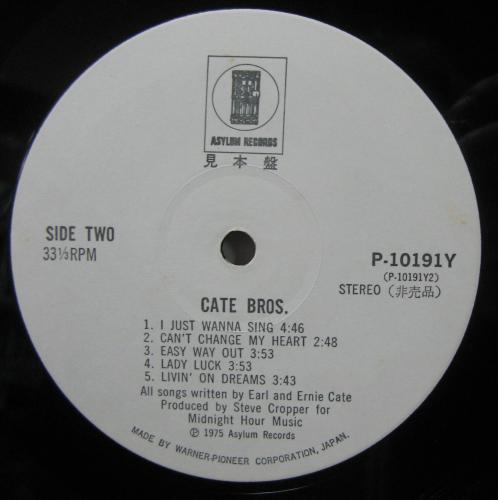 ASYLUM RECORDS
見本盤
SIDE TWO
33⅓RPM
P-10191Y
(P-10191Y2)
STEREO (非売品)
CATE BROS.
1. I JUST WANNA SING 4:46
2. CAN'T CHANGE MY HEART 2:48
3. EASY WAY OUT 3:53
4. LADY LUCK 3:53
5. LIVIN' ON DREAMS 3:43
All songs written by Earl and Ernie Cate
Produced by Steve Cropper for
Midnight Hour Music
Ⓟ 1975 Asylum Records
MADE BY WARNER-PIONEER CORPORATION, JAPAN.